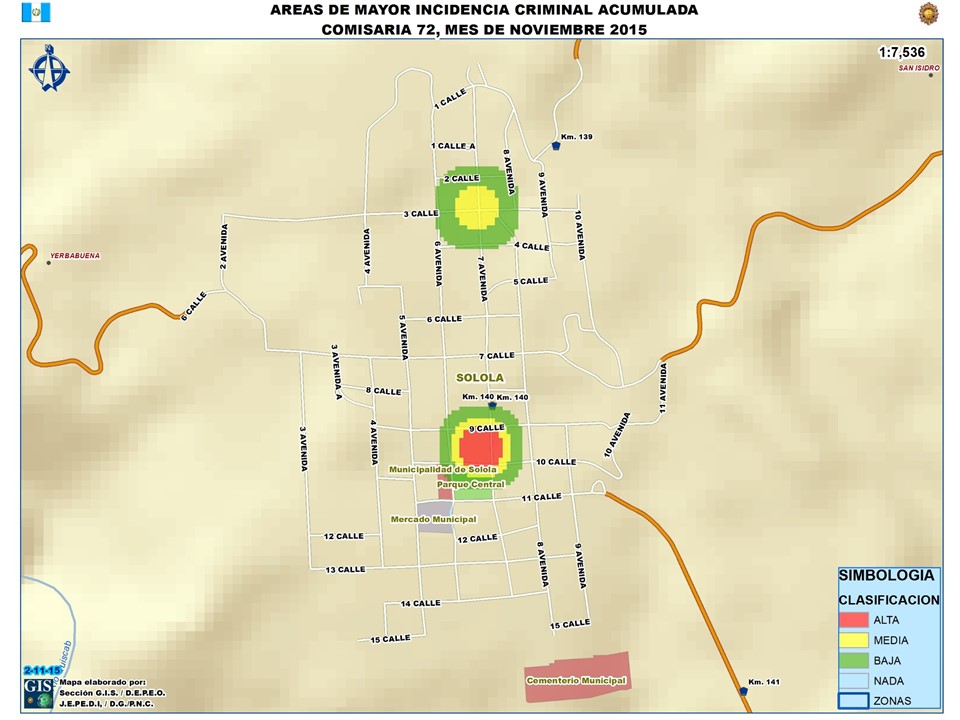 AREAS DE MAYOR INCIDENCIA CRIMINAL ACUMULADA
COMISARIA 72, MES DE NOVIEMBRE 2015
1:7,536
SAN ISIDRO
1 CALLE
Km. 139
1 CALLE A
8 AVENIDA
2 CALLE
9 AVENIDA
3 CALLE
10 AVENIDA
2 AVENIDA
4 AVENIDA
6 AVENIDA
4 CALLE
YERBABUENA
7 AVENIDA
5 CALLE
6 CALLE
6 CALLE
5 AVENIDA
7 CALLE
3 AVENIDA A
SOLOLA
11 AVENIDA
8 CALLE
Km. 140 Km. 140
9 CALLE
10 AVENIDA
3 AVENIDA
4 AVENIDA
10 CALLE
Municipalidad de Solola
Parque Central
11 CALLE
Mercado Municipal
12 CALLE
12 CALLE
8 AVENIDA
9 AVENIDA
13 CALLE
14 CALLE
15 CALLE
15 CALLE
Cementerio Municipal
Km. 141
2-11-15
GIS
Mapa elaborado por:
Sección G.I.S. / D.E.P.E.O.
J.E.P.E.D.I, / D.G./P.N.C.
SIMBOLOGIA
CLASIFICACION
ALTA
MEDIA
BAJA
NADA
ZONAS